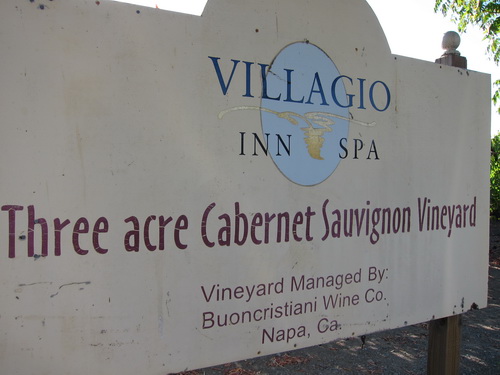 VILLAGIO
INN SPA
Three acre Cabernet Sauvignon Vineyard
Vineyard Managed By:
Buoncristiani Wine Co.
Napa, Ca.